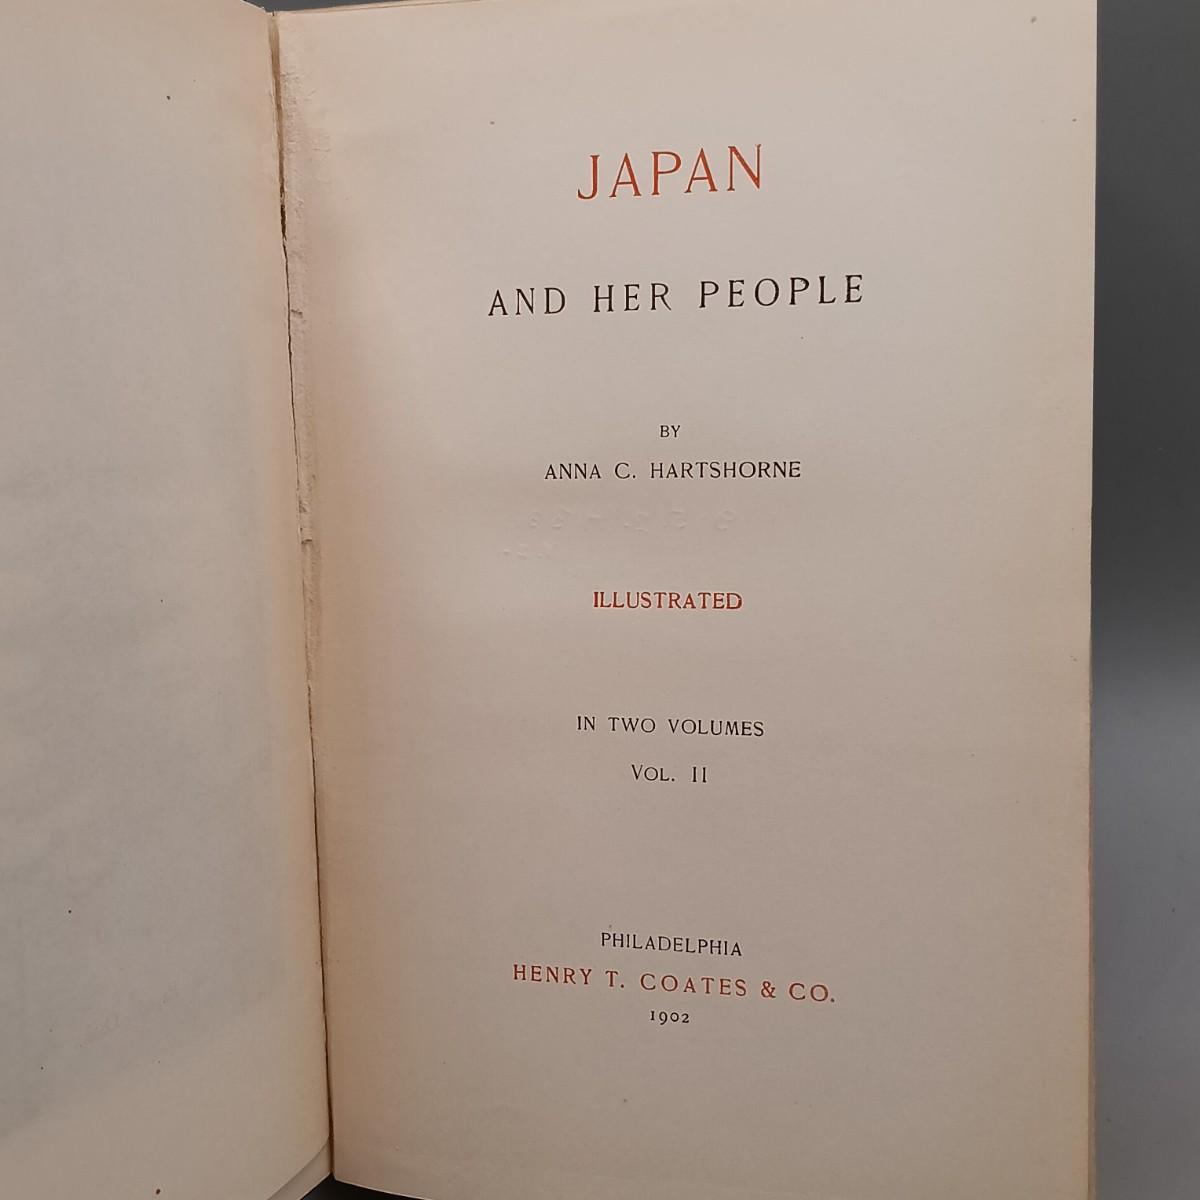 JAPAN
AND HER PEOPLE
BY
ANNA C. HARTSHORNE
ILLUSTRATED
IN TWO VOLUMES
VOL. II
PHILADELPHIA
HENRY T. COATES & CO.
1902